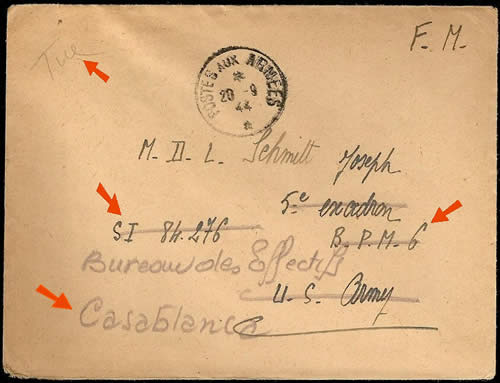 F. M.
Tué
POSTES AUX ARMÉES
20 - 9
44
M. D. L. Schmitt Joseph
5e escadron
SI 84.276
B. P. M. 6
Bureau des Effectifs
U. S. Army
Casablanca